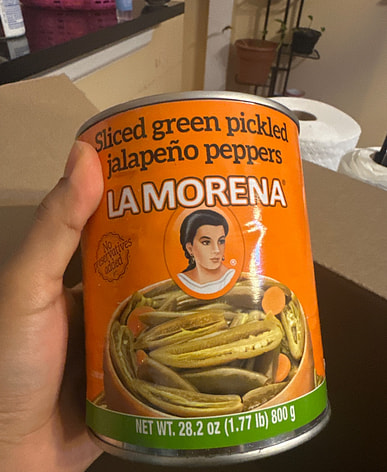 Sliced green pickled
jalapeño peppers
LA MORENA®
No
preservatives
added
®
NET WT. 28.2 oz (1.77 lb) 800 g